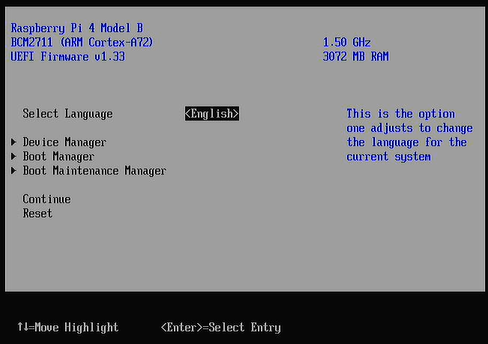 Raspberry Pi 4 Model B
BCM2711 (ARM Cortex-A72) 1.50 GHz
UEFI Firmware v1.33 3072 MB RAM
Select Language <English> This is the option
one adjusts to change
Device Manager the language for the
Boot Manager current system
Boot Maintenance Manager
Continue
Reset
↑↓=Move Highlight <Enter>=Select Entry